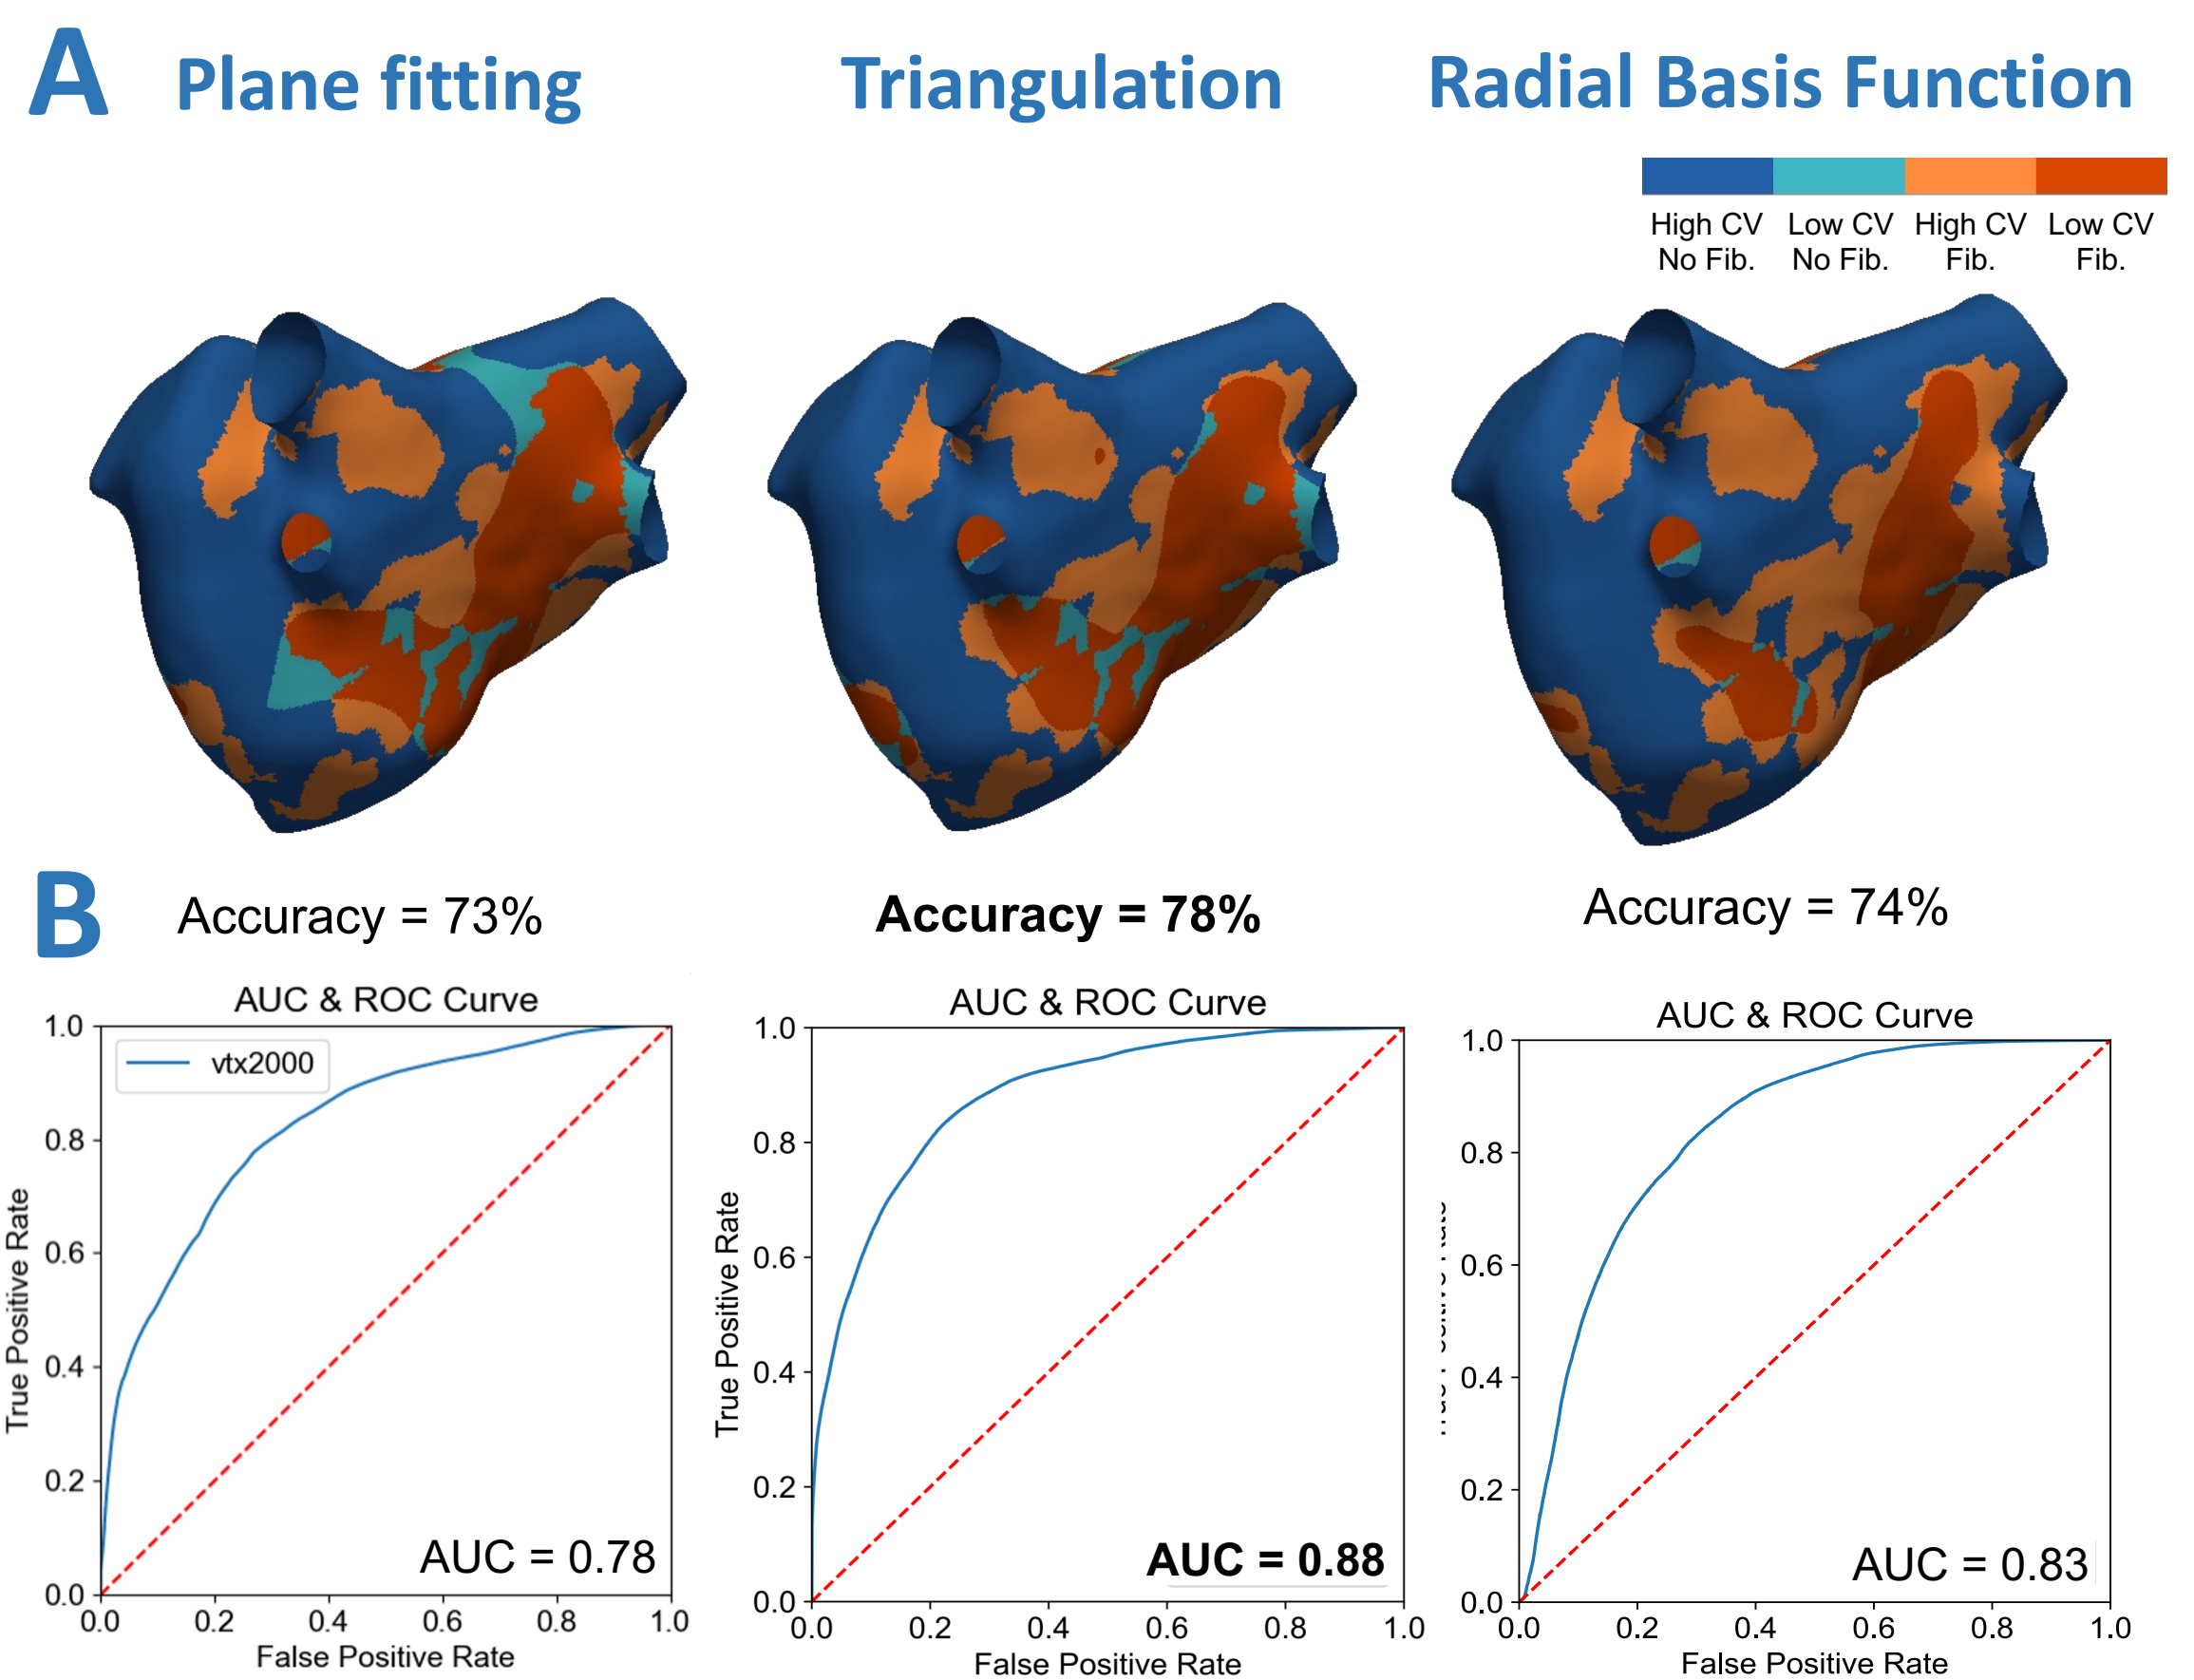 A
Plane fitting
Triangulation
Radial Basis Function
High CV
No Fib.
Low CV
No Fib.
High CV
Fib.
Low CV
Fib.
B
Accuracy = 73%
Accuracy = 78%
Accuracy = 74%
AUC & ROC Curve
vtx2000
True Positive Rate
1.0
0.8
0.6
0.4
0.2
0.0
AUC = 0.78
0.0 0.2 0.4 0.6 0.8 1.0
False Positive Rate
AUC & ROC Curve
True Positive Rate
1.0
0.8
0.6
0.4
0.2
0.0
AUC = 0.88
0.0 0.2 0.4 0.6 0.8 1.0
False Positive Rate
AUC & ROC Curve
1.0
0.8
0.6
0.4
0.2
0.0
AUC = 0.83
0.0 0.2 0.4 0.6 0.8 1.0
False Positive Rate